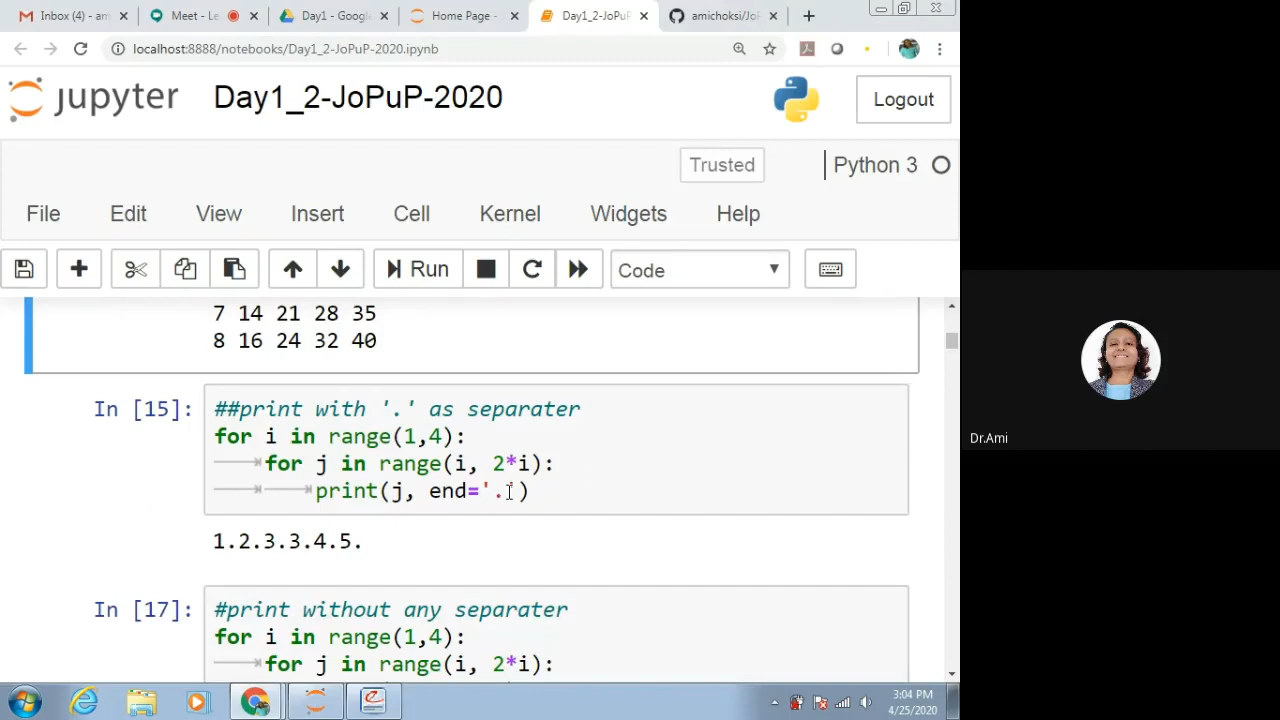 Inbox (4) - am
Meet - Le
Day1 - Google
Home Page -
Day1_2-JoPuP
amichoksi/JoP
localhost:8888/notebooks/Day1_2-JoPuP-2020.ipynb
jupyter Day1_2-JoPuP-2020
Logout
Trusted
Python 3
File Edit View Insert Cell Kernel Widgets Help
Run
Code
7 14 21 28 35
8 16 24 32 40
In [15]:
##print with '.' as separater
for i in range(1,4):
for j in range(i, 2*i):
print(j, end='.')
1.2.3.3.4.5.
In [17]:
#print without any separater
for i in range(1,4):
for j in range(i, 2*i):
Dr.Ami
3:04 PM
4/25/2020